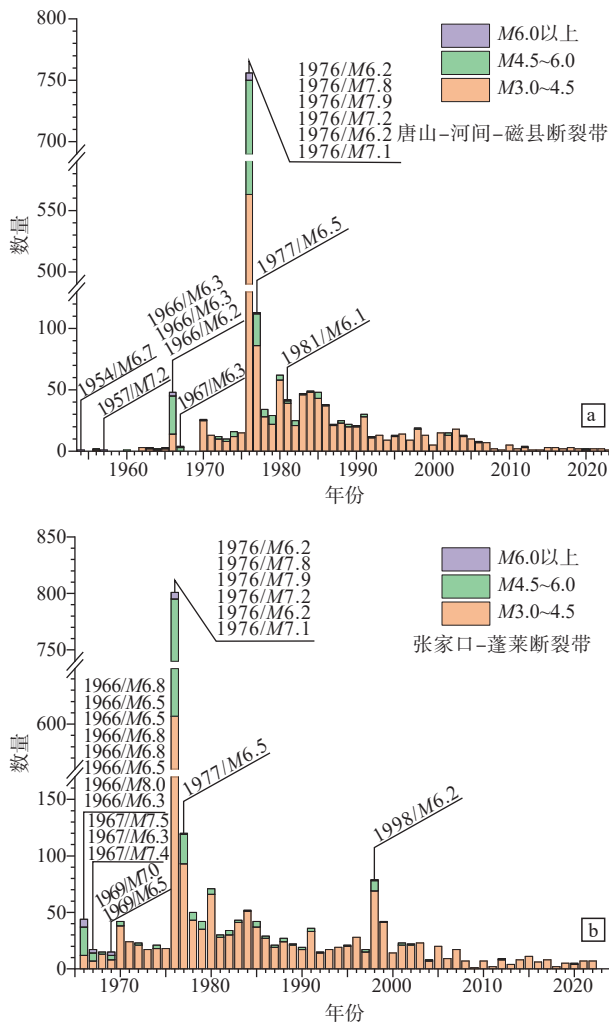 800
750
700
550
500
100
50
0
数量
1960
1970
1980
1990
2000
2010
2020
年份
M6.0以上
M4.5~6.0
M3.0~4.5
唐山-河间-磁县断裂带
1976/M6.2
1976/M7.8
1976/M7.9
1976/M7.2
1976/M6.2
1976/M7.1
1977/M6.5
1966/M6.3
1966/M6.3
1966/M6.2
1954/M6.7
1957/M7.2
1967/M6.3
1981/M6.1
a
850
800
750
600
150
100
50
0
数量
1970
1980
1990
2000
2010
2020
年份
M6.0以上
M4.5~6.0
M3.0~4.5
张家口-蓬莱断裂带
1976/M6.2
1976/M7.8
1976/M7.9
1976/M7.2
1976/M6.2
1976/M7.1
1966/M6.8
1966/M6.5
1966/M6.5
1966/M6.8
1966/M6.8
1966/M6.5
1966/M8.0
1966/M6.3
1967/M7.5
1967/M6.3
1967/M7.4
1969/M7.0
1969/M6.5
1977/M6.5
1998/M6.2
b